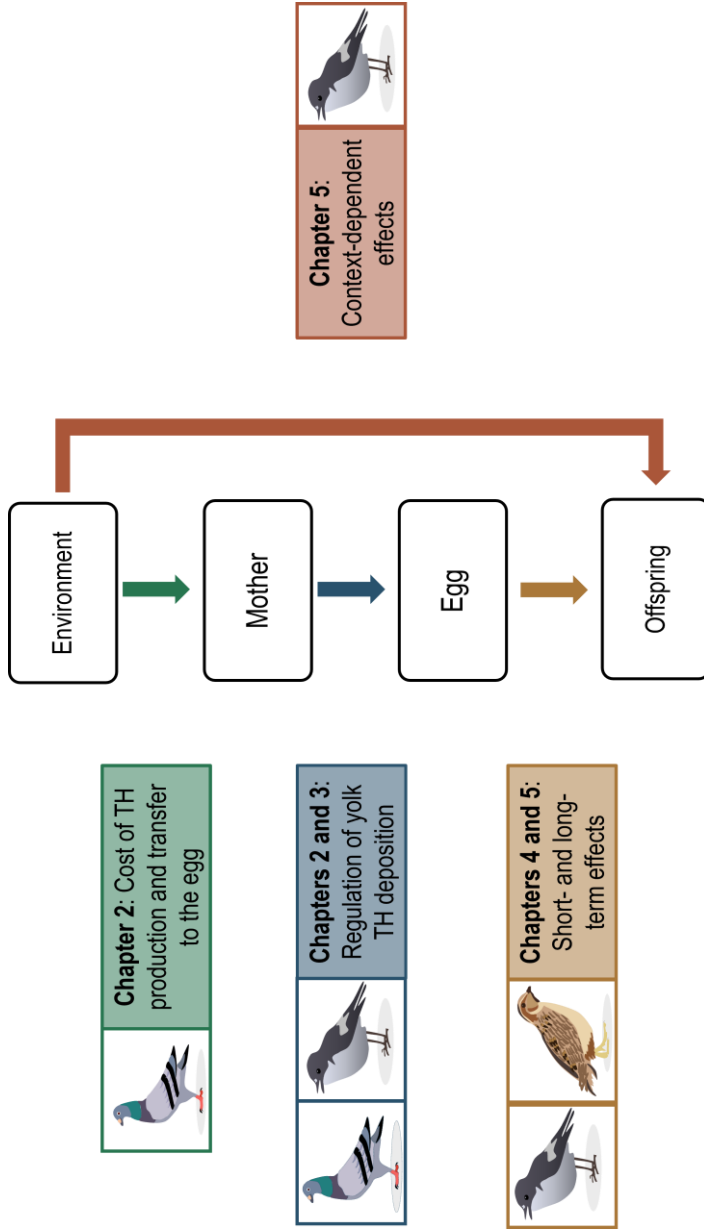 Chapter 2: Cost of TH
production and transfer
to the egg
Chapters 2 and 3:
Regulation of yolk
TH deposition
Chapters 4 and 5:
Short- and long-
term effects
Environment
Mother
Egg
Offspring
Chapter 5:
Context-dependent
effects